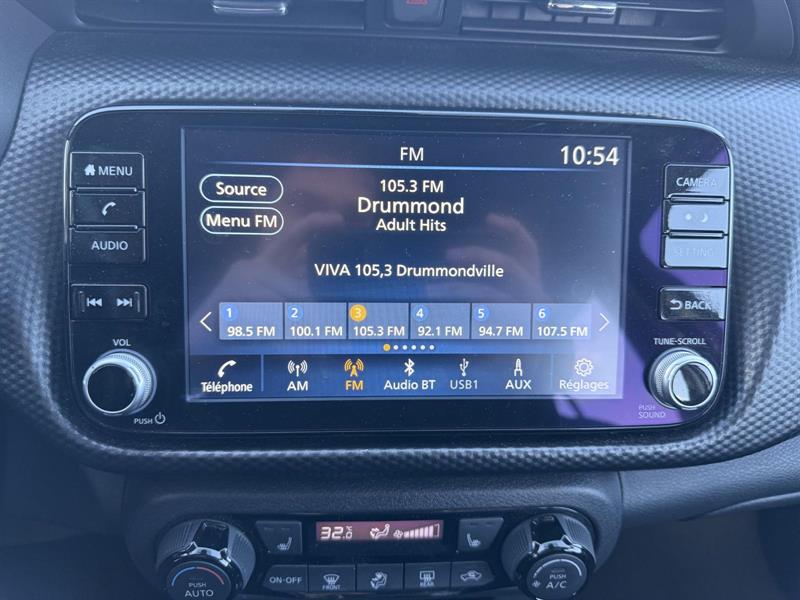 FM 10:54
MENU
AUDIO
VOL
PUSH
Source
Menu FM
105.3 FM
Drummond
Adult Hits
VIVA 105,3 Drummondville
1 2 3 4 5 6
98.5 FM 100.1 FM 105.3 FM 92.1 FM 94.7 FM 107.5 FM
Téléphone AM FM Audio BT USB1 AUX Réglages
CAMERA
SETTING
BACK
TUNE•SCROLL
PUSH
SOUND
32.0
PUSH
AUTO
ON•OFF
FRONT
REAR
PUSH
A/C